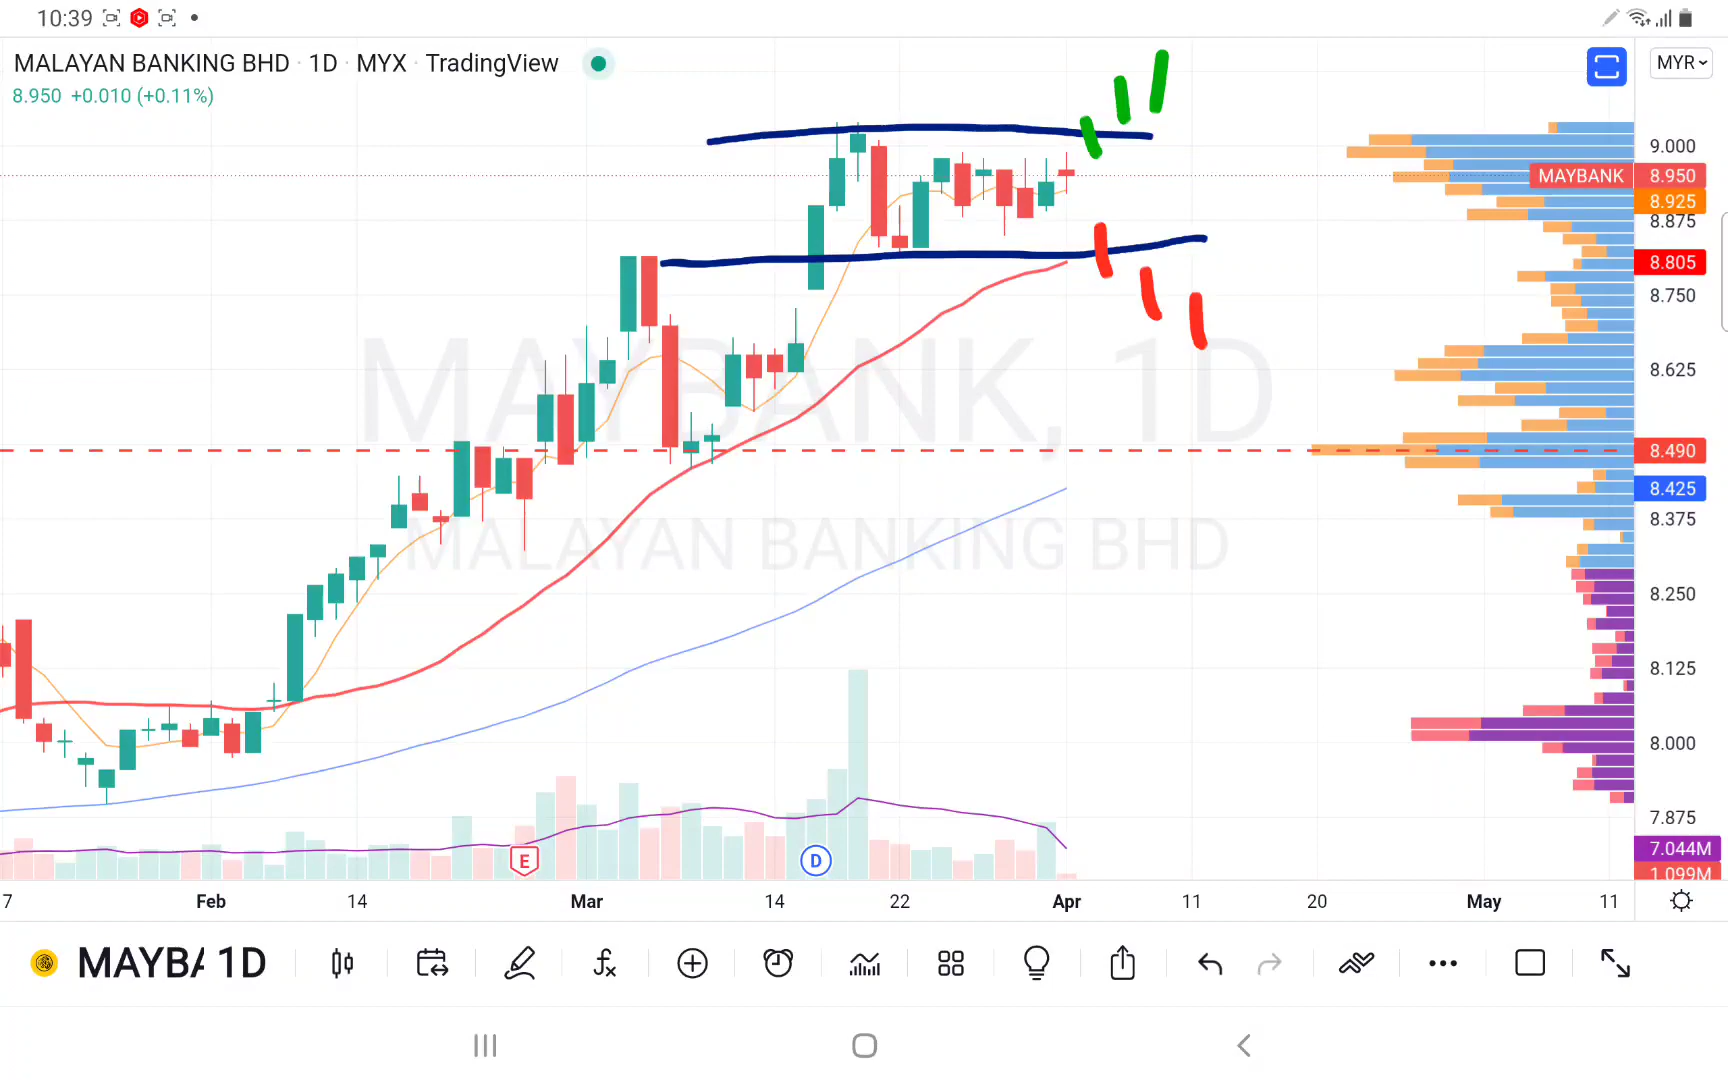 10:39
MALAYAN BANKING BHD · 1D · MYX · TradingView
MYR
8.950 +0.010 (+0.11%)
9.000
MAYBANK 8.950
8.925
8.875
8.805
8.750
8.625
8.490
8.425
8.375
8.250
8.125
8.000
7.875
7.044M
1.099M
MAYBANK, 1D
MALAYAN BANKING BHD
E
D
7 Feb 14 Mar 14 22 Apr 11 20 May 11
MAYBA 1D